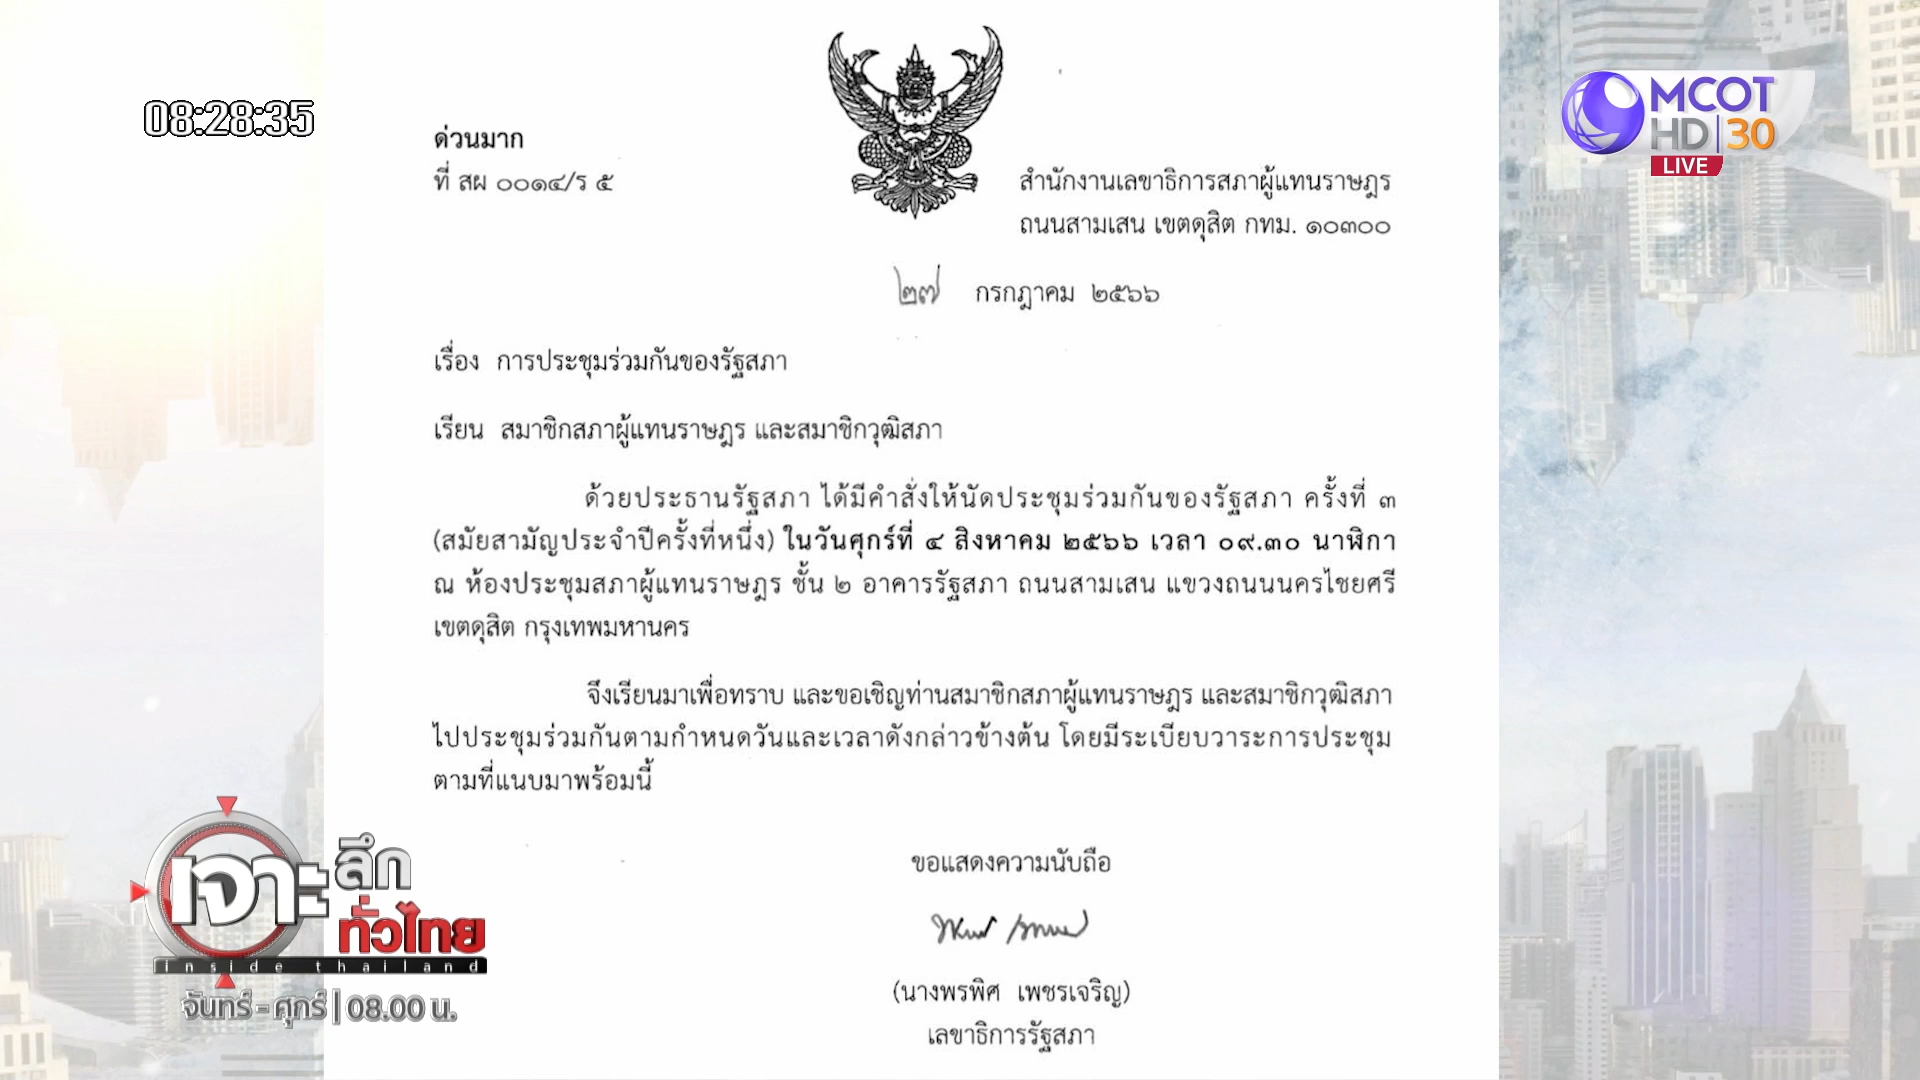 08:28:35
MCOT
HD 30
LIVE
ด่วนมาก
ที่ สผ ๐๐๑๔/ร ๕
สำนักงานเลขาธิการสภาผู้แทนราษฎร
ถนนสามเสน เขตดุสิต กทม. ๑๐๓๐๐
๒๗ กรกฎาคม ๒๕๖๖
เรื่อง การประชุมร่วมกันของรัฐสภา
เรียน สมาชิกสภาผู้แทนราษฎร และสมาชิกวุฒิสภา
ด้วยประธานรัฐสภา ได้มีคำสั่งให้นัดประชุมร่วมกันของรัฐสภา ครั้งที่ ๓
(สมัยสามัญประจำปีครั้งที่หนึ่ง) ในวันศุกร์ที่ ๔ สิงหาคม ๒๕๖๖ เวลา ๐๙.๓๐ นาฬิกา
ณ ห้องประชุมสภาผู้แทนราษฎร ชั้น ๒ อาคารรัฐสภา ถนนสามเสน แขวงถนนนครไชยศรี
เขตดุสิต กรุงเทพมหานคร
จึงเรียนมาเพื่อทราบ และขอเชิญท่านสมาชิกสภาผู้แทนราษฎร และสมาชิกวุฒิสภา
ไปประชุมร่วมกันตามกำหนดวันและเวลาดังกล่าวข้างต้น โดยมีระเบียบวาระการประชุม
ตามที่แนบมาพร้อมนี้
ขอแสดงความนับถือ
(นางพรพิศ เพชรเจริญ)
เลขาธิการรัฐสภา
เจาะลึก
ทั่วไทย
inside thailand
จันทร์ - ศุกร์ | 08.00 น.